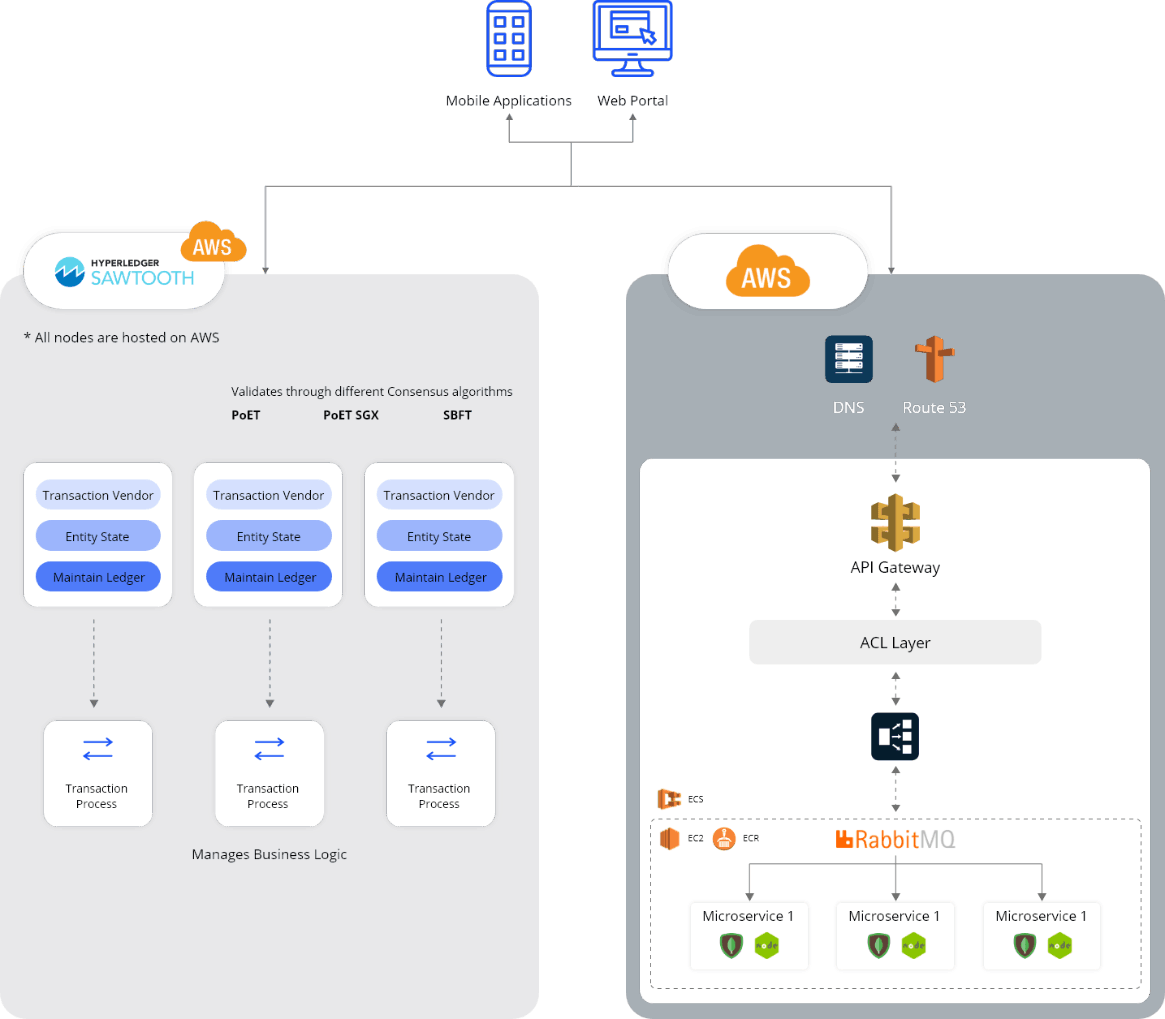 Mobile Applications
Web Portal
AWS
HYPERLEDGER
SAWTOOTH
* All nodes are hosted on AWS
Validates through different Consensus algorithms
PoET
PoET SGX
SBFT
Transaction Vendor
Entity State
Maintain Ledger
Transaction Vendor
Entity State
Maintain Ledger
Transaction Vendor
Entity State
Maintain Ledger
Transaction
Process
Transaction
Process
Transaction
Process
Manages Business Logic
AWS
DNS
Route 53
API Gateway
ACL Layer
ECS
EC2
ECR
RabbitMQ
Microservice 1
node
Microservice 1
node
Microservice 1
node